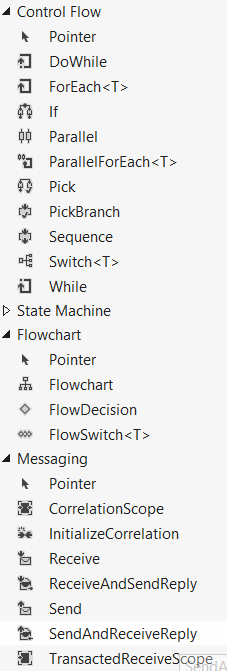 Control Flow
Pointer
DoWhile
ForEach<T>
If
Parallel
ParallelForEach<T>
Pick
PickBranch
Sequence
Switch<T>
While
State Machine
Flowchart
Pointer
Flowchart
FlowDecision
FlowSwitch<T>
Messaging
Pointer
CorrelationScope
InitializeCorrelation
Receive
ReceiveAndSendReply
Send
SendAndReceiveReply
TransactedReceiveScope